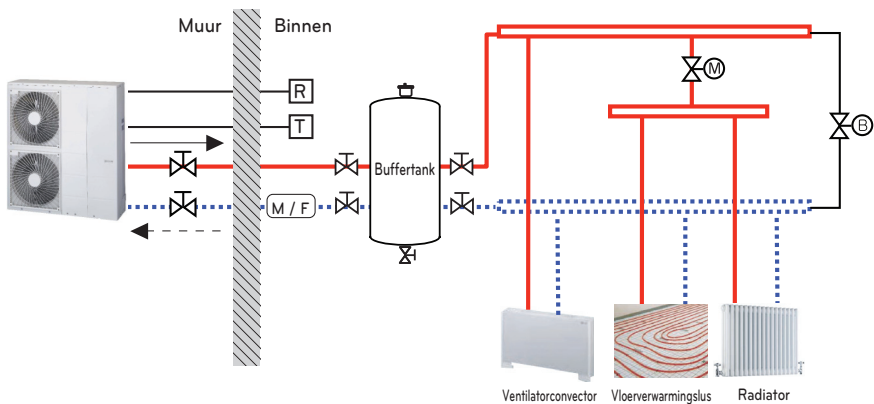 Muur
Binnen
R
T
M
B
Buffertank
M / F
Ventilatorconvector
Vloerverwarmingslus
Radiator